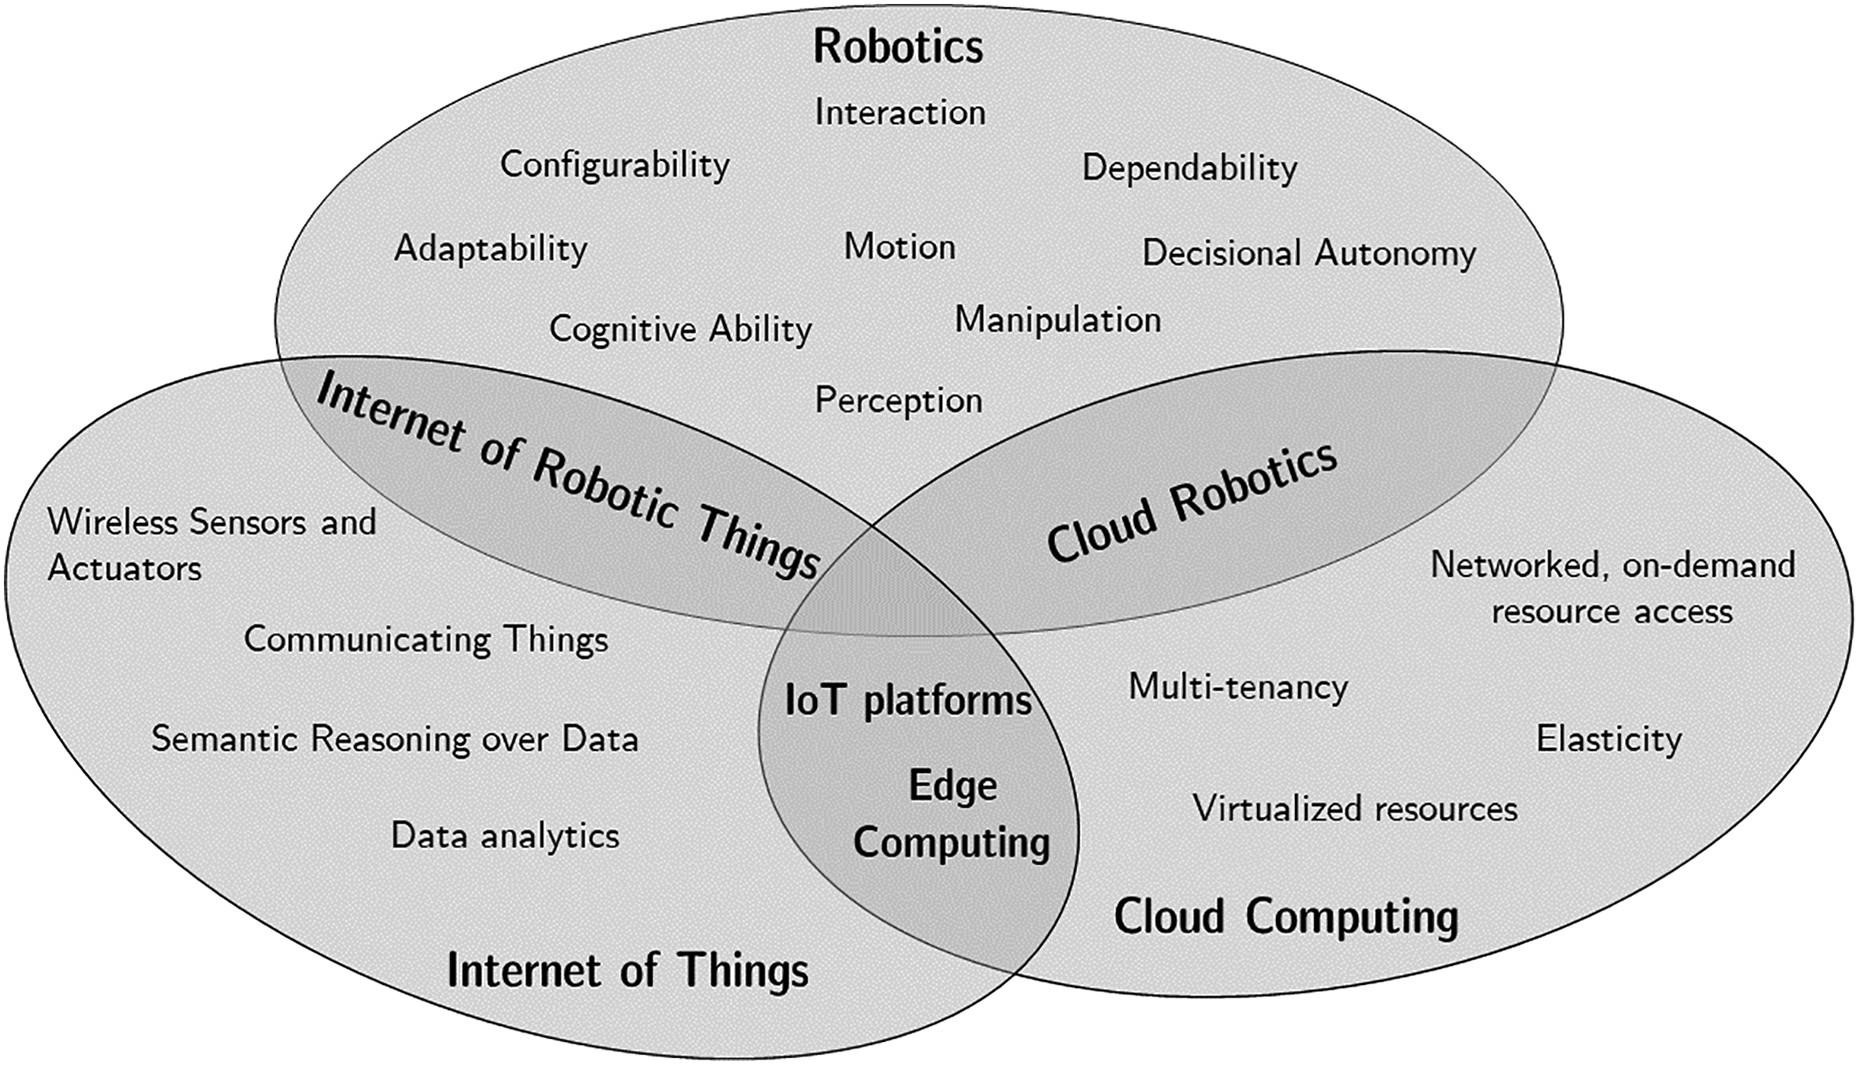 Robotics
Interaction
Configurability
Dependability
Adaptability
Motion
Decisional Autonomy
Cognitive Ability
Manipulation
Perception
Internet of Robotic Things
Cloud Robotics
Wireless Sensors and
Actuators
Communicating Things
Semantic Reasoning over Data
Data analytics
Internet of Things
IoT platforms
Edge
Computing
Networked, on-demand
resource access
Multi-tenancy
Elasticity
Virtualized resources
Cloud Computing